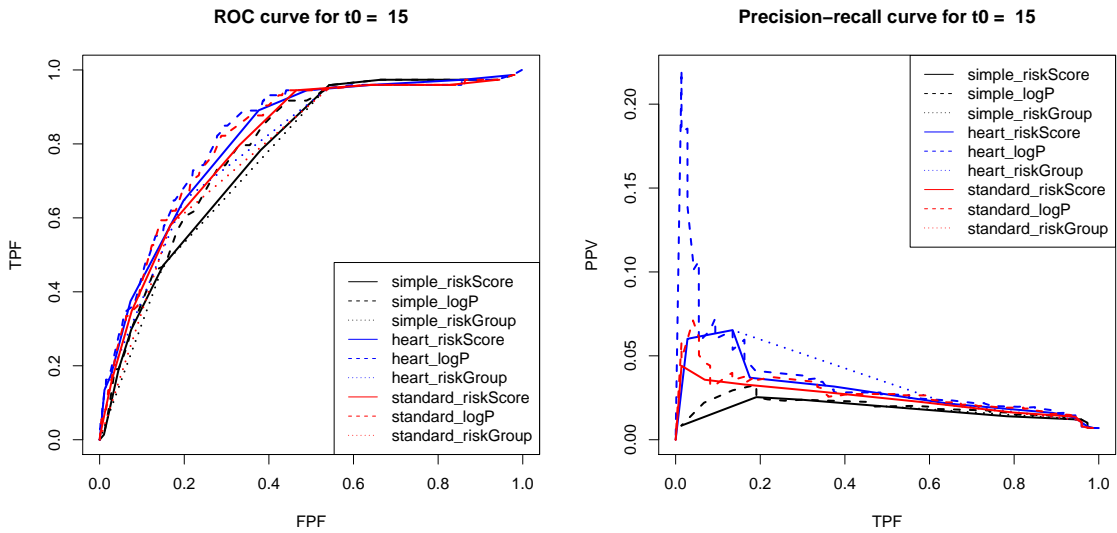 ROC curve for t0 = 15
TPF
1.0
0.8
0.6
0.4
0.2
0.0
simple_riskScore
simple_logP
simple_riskGroup
heart_riskScore
heart_logP
heart_riskGroup
standard_riskScore
standard_logP
standard_riskGroup
0.0 0.2 0.4 0.6 0.8 1.0
FPF
Precision−recall curve for t0 = 15
PPV
0.20
0.15
0.10
0.05
0.00
simple_riskScore
simple_logP
simple_riskGroup
heart_riskScore
heart_logP
heart_riskGroup
standard_riskScore
standard_logP
standard_riskGroup
0.0 0.2 0.4 0.6 0.8 1.0
TPF